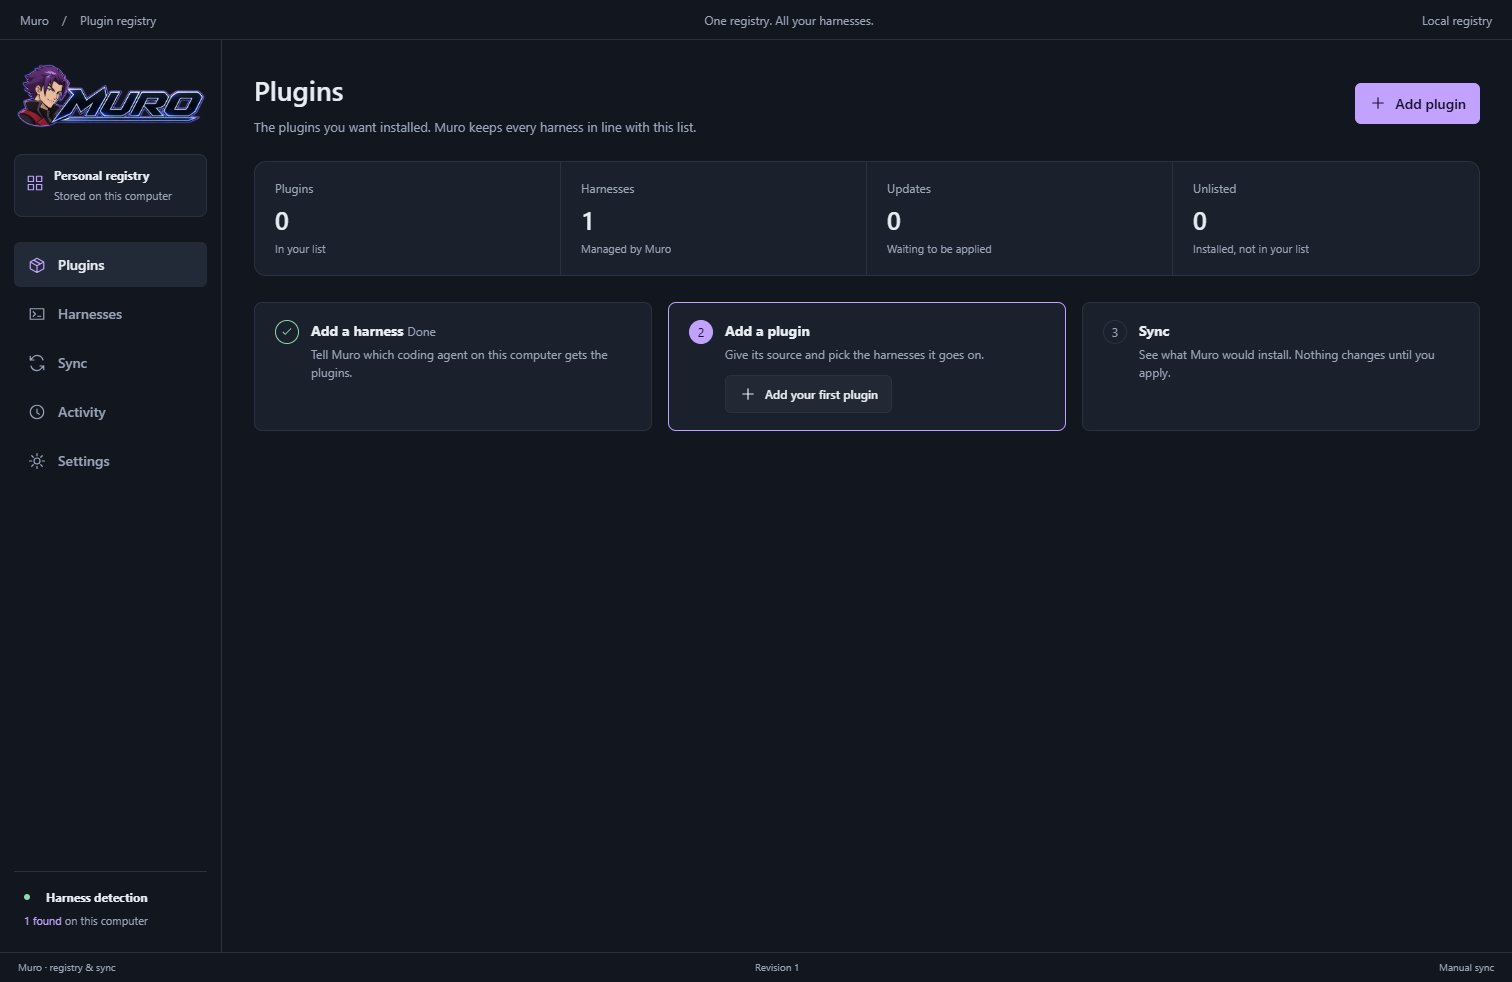 Muro / Plugin registry
One registry. All your harnesses.
Local registry
MURO
Personal registry
Stored on this computer
Plugins
Harnesses
Sync
Activity
Settings
Harness detection
1 found on this computer
Plugins
The plugins you want installed. Muro keeps every harness in line with this list.
Add plugin
Plugins
0
In your list
Harnesses
1
Managed by Muro
Updates
0
Waiting to be applied
Unlisted
0
Installed, not in your list
Add a harness Done
Tell Muro which coding agent on this computer gets the
plugins.
2
Add a plugin
Give its source and pick the harnesses it goes on.
Add your first plugin
3
Sync
See what Muro would install. Nothing changes until you
apply.
Muro · registry & sync
Revision 1
Manual sync